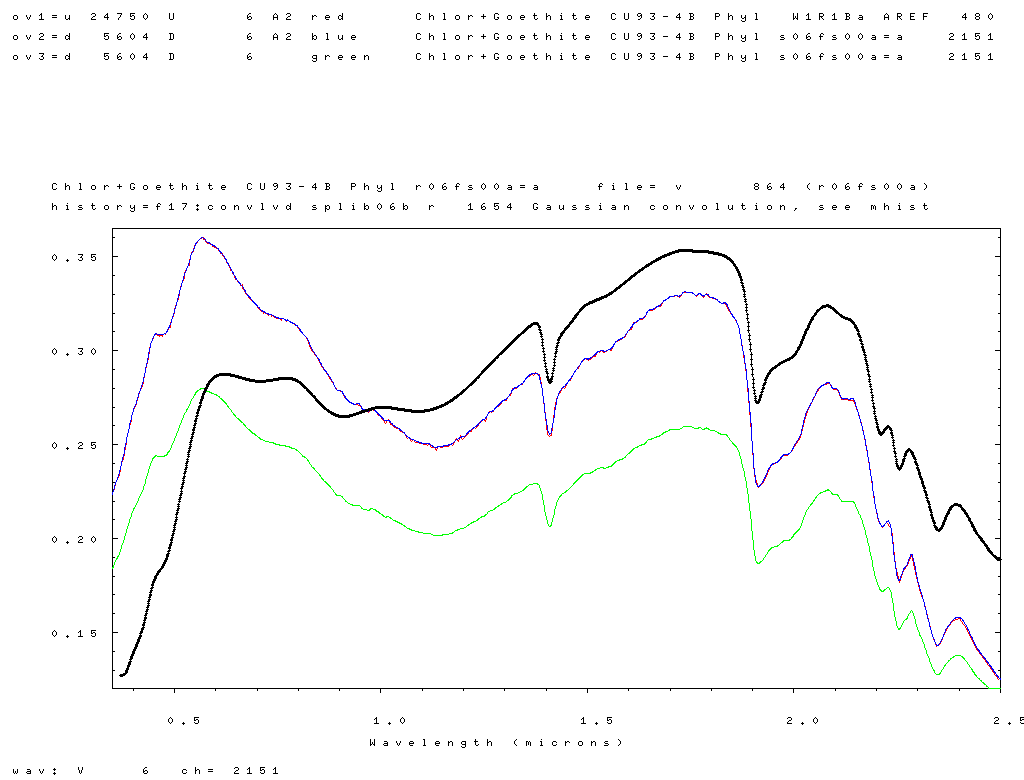 ov1=u 24750 U 6 A2 red Chlor+Goethite CU93-4B Phyl W1R1Ba AREF 480
ov2=d 5604 D 6 A2 blue Chlor+Goethite CU93-4B Phyl s06fs00a=a 2151
ov3=d 5604 D 6 green Chlor+Goethite CU93-4B Phyl s06fs00a=a 2151
Chlor+Goethite CU93-4B Phyl r06fs00a=a file= v 864 (r06fs00a)
history=f17:convlvd splib06b r 1654 Gaussian convolution, see mhist
0.35
0.30
0.25
0.20
0.15
0.5 1.0 1.5 2.0 2.5
Wavelength (microns)
wav: V 6 ch= 2151